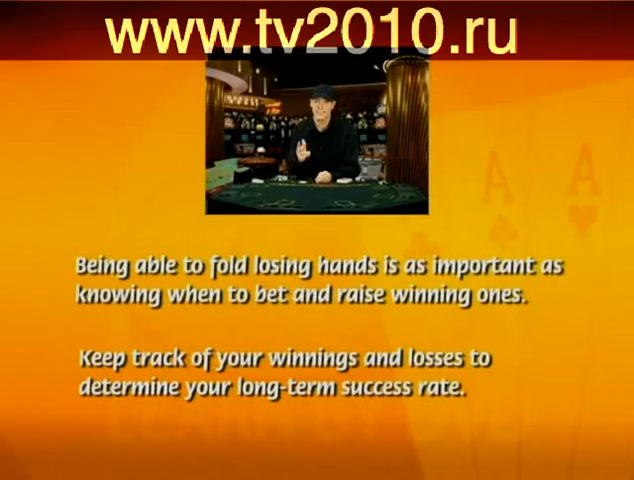 www.tv2010.ru
Being able to fold losing hands is as important as
knowing when to bet and raise winning ones.
Keep track of your winnings and losses to
determine your long-term success rate.
A
A